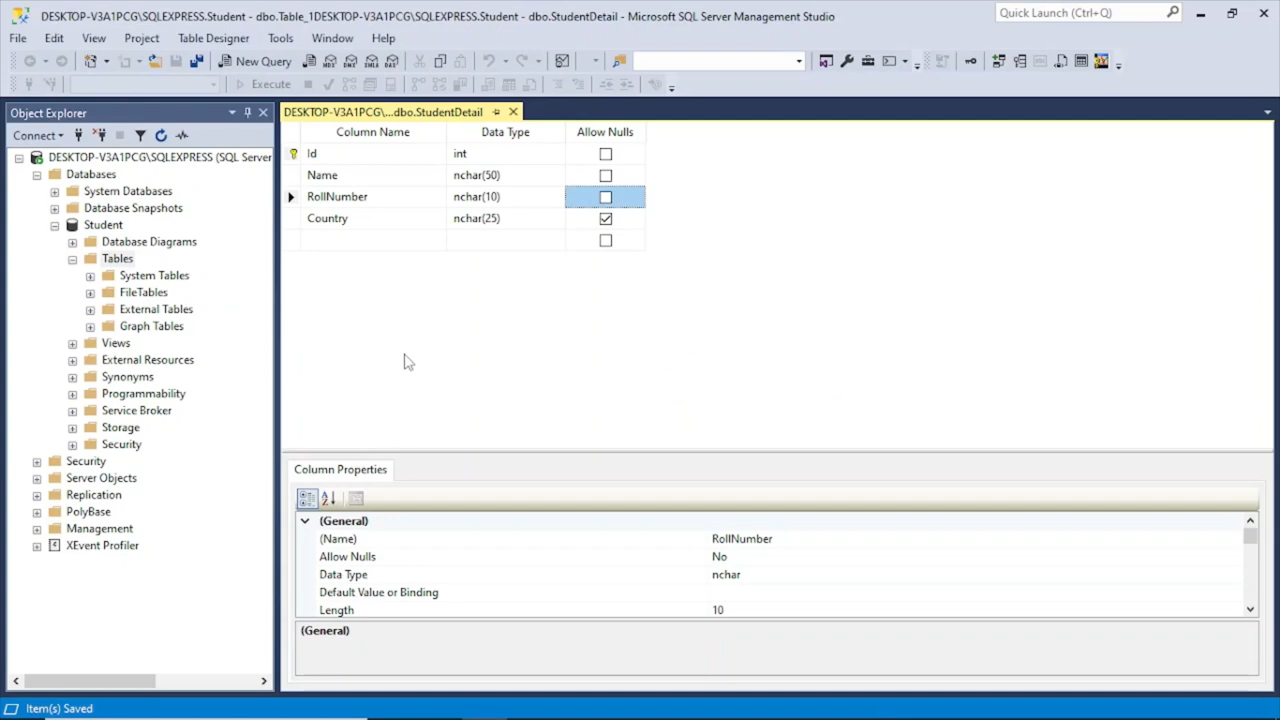 DESKTOP-V3A1PCG\SQLEXPRESS.Student - dbo.Table_1DESKTOP-V3A1PCG\SQLEXPRESS.Student - dbo.StudentDetail - Microsoft SQL Server Management Studio
Quick Launch (Ctrl+Q)
File Edit View Project Table Designer Tools Window Help
New Query MDX DMX XMLA DAX
Execute
Object Explorer
DESKTOP-V3A1PCG\...dbo.StudentDetail
Connect
Column Name Data Type Allow Nulls
Id int
Name nchar(50)
RollNumber nchar(10)
Country nchar(25)
DESKTOP-V3A1PCG\SQLEXPRESS (SQL Server
Databases
System Databases
Database Snapshots
Student
Database Diagrams
Tables
System Tables
FileTables
External Tables
Graph Tables
Views
External Resources
Synonyms
Programmability
Service Broker
Storage
Security
Security
Server Objects
Replication
PolyBase
Management
XEvent Profiler
Column Properties
(General)
(Name) RollNumber
Allow Nulls No
Data Type nchar
Default Value or Binding
Length 10
(General)
Item(s) Saved